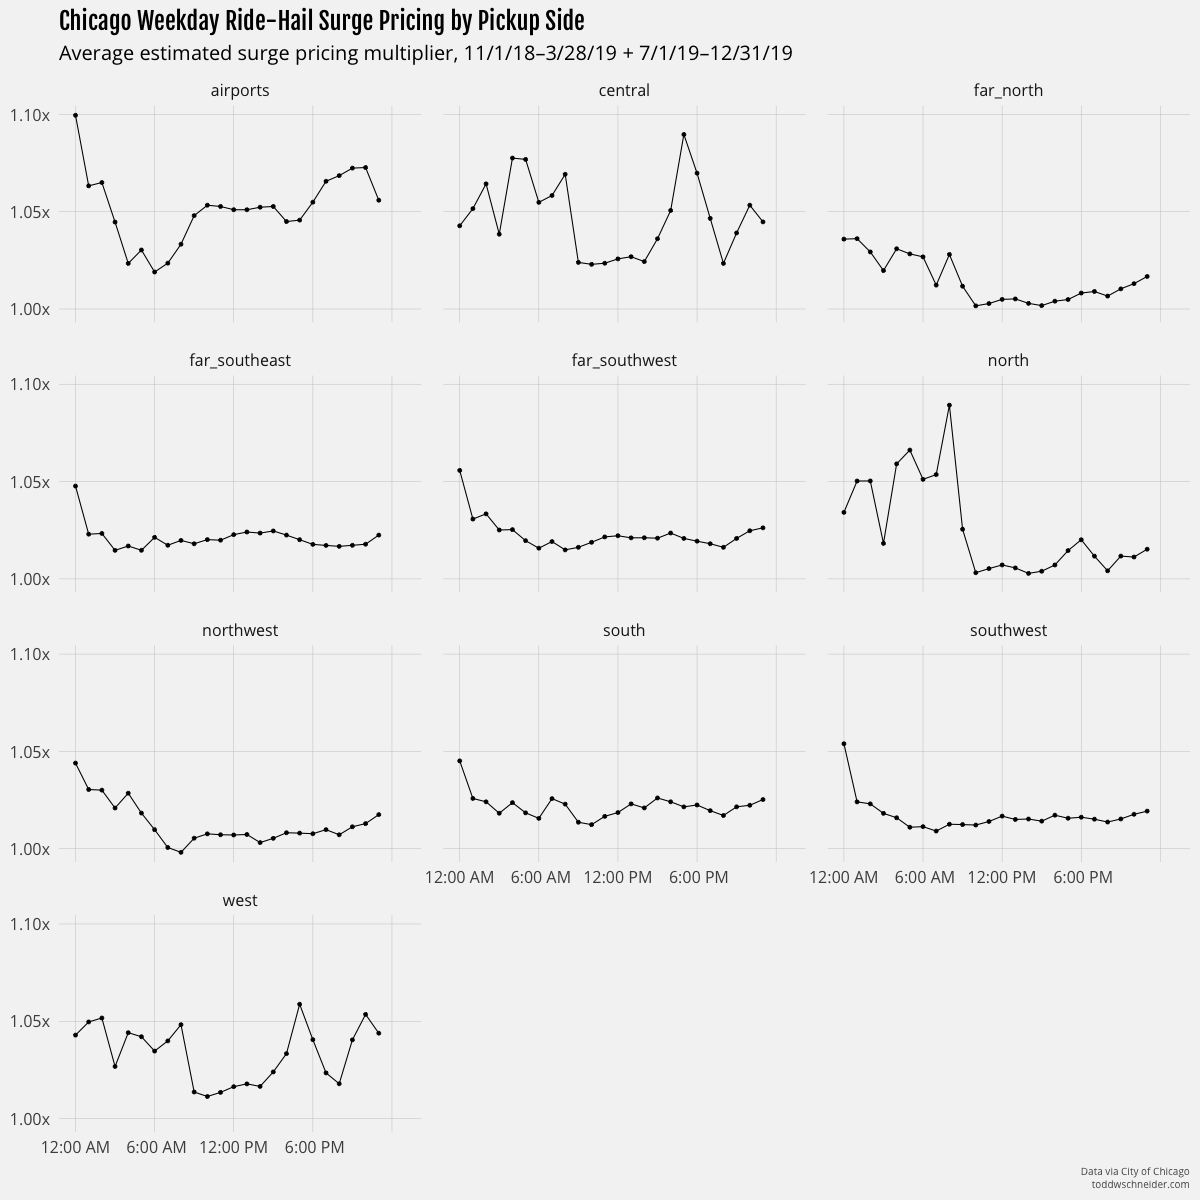 Chicago Weekday Ride-Hail Surge Pricing by Pickup Side
Average estimated surge pricing multiplier, 11/1/18–3/28/19 + 7/1/19–12/31/19
airports central far_north
1.10x
1.05x
1.00x
far_southeast far_southwest north
1.10x
1.05x
1.00x
northwest south southwest
1.10x
1.05x
1.00x
12:00 AM 6:00 AM 12:00 PM 6:00 PM 12:00 AM 6:00 AM 12:00 PM 6:00 PM
west
1.10x
1.05x
1.00x
12:00 AM 6:00 AM 12:00 PM 6:00 PM
Data via City of Chicago
toddwschneider.com